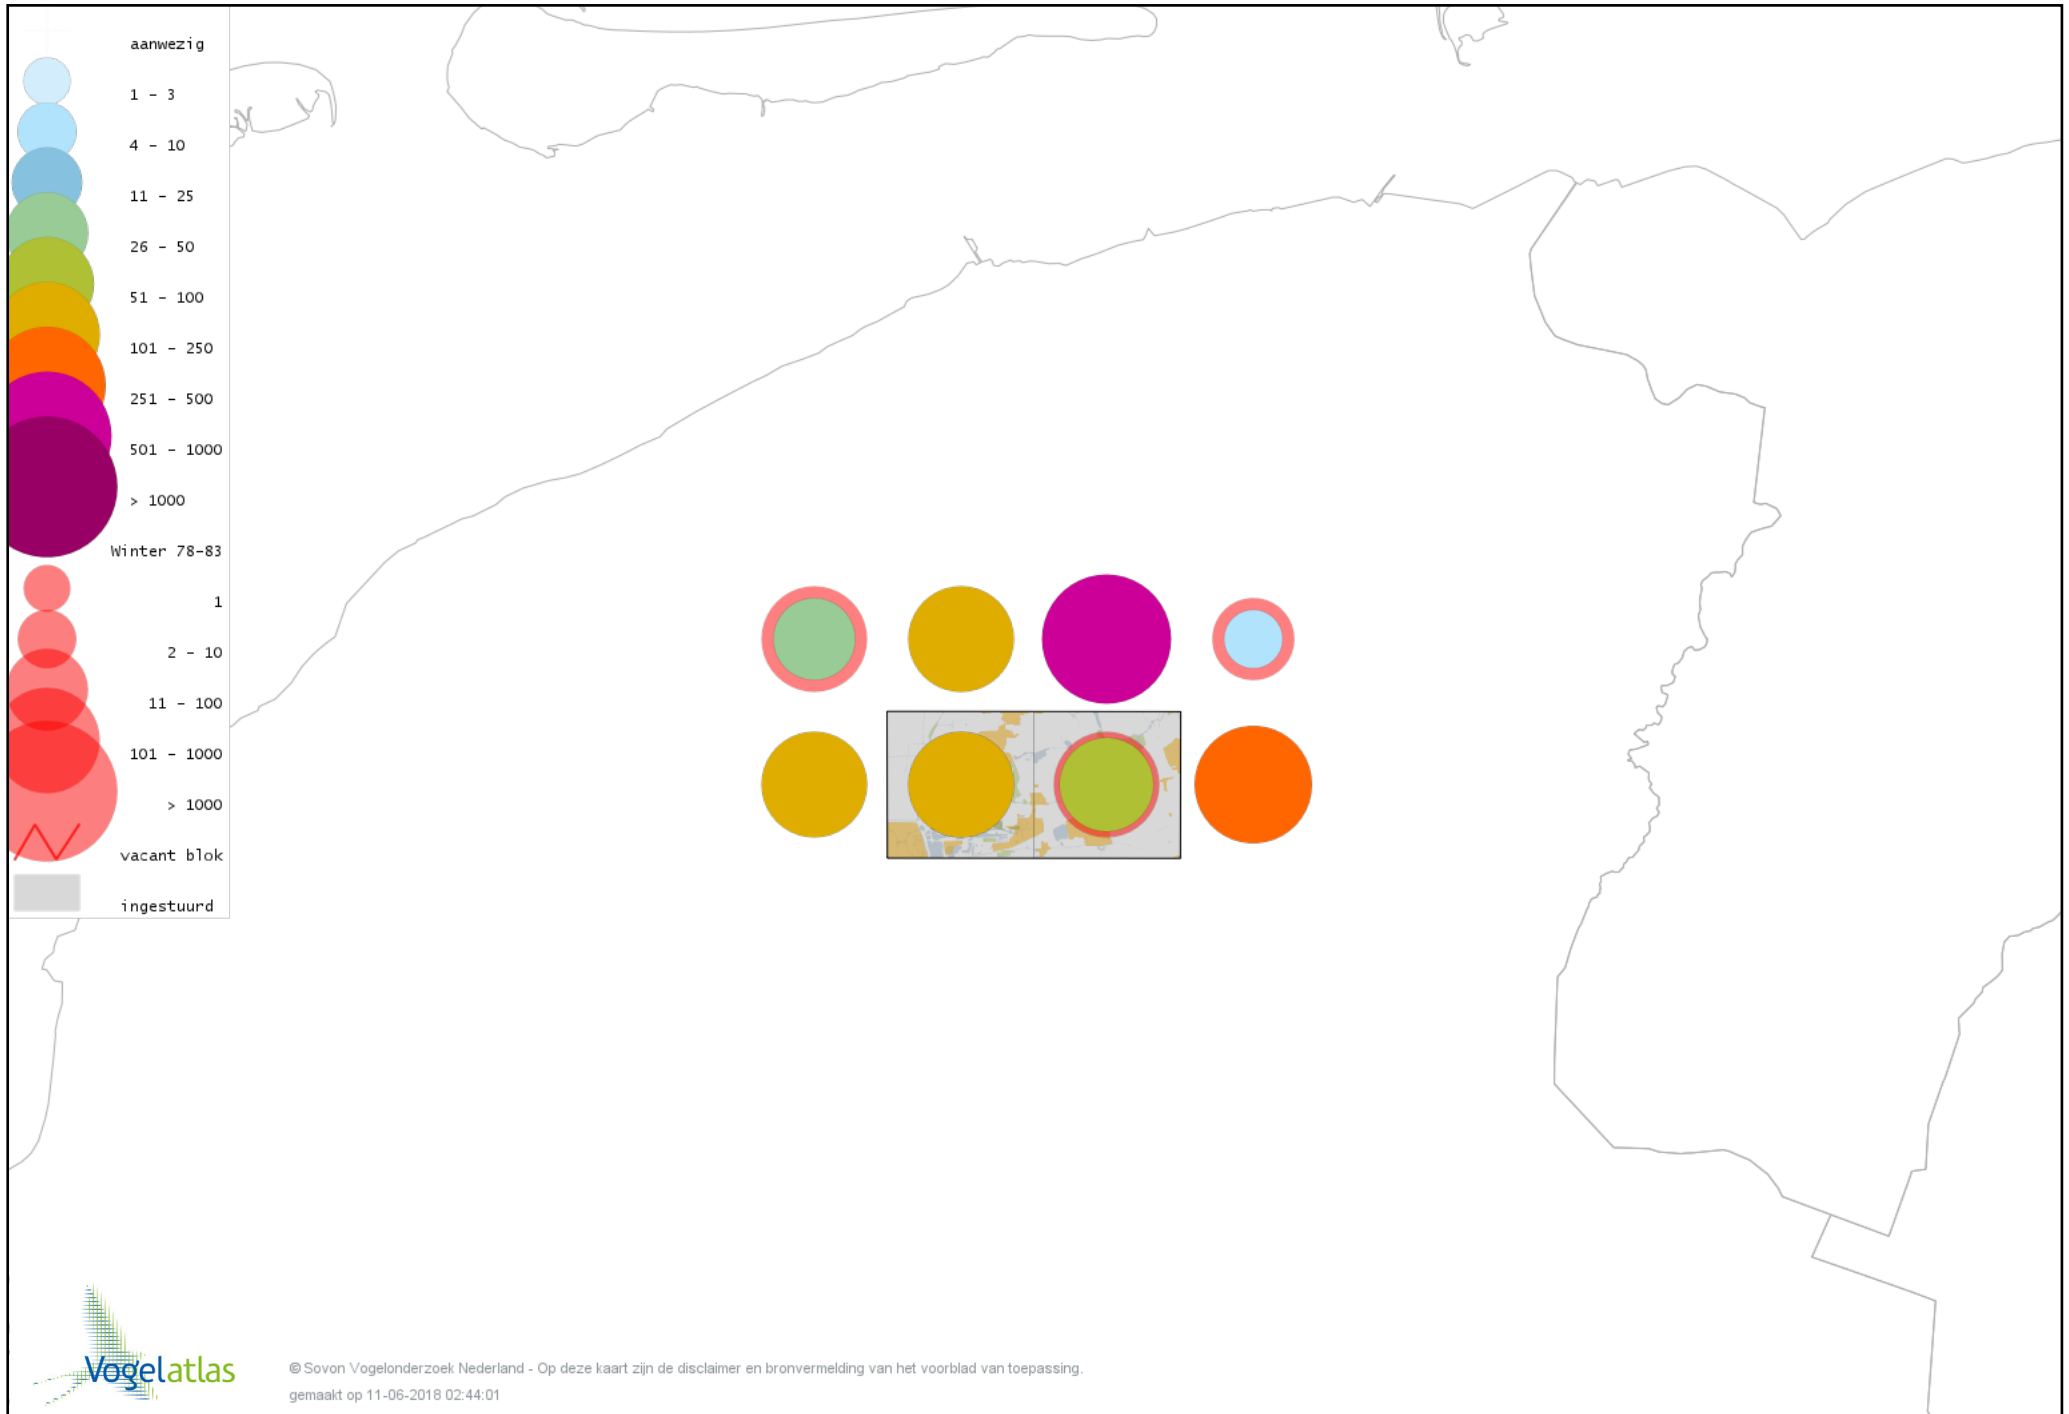 aanwezig
1 - 3
4 - 10
11 - 25
26 - 50
51 - 100
101 - 250
251 - 500
501 - 1000
> 1000
Winter 78-83
1
2 - 10
11 - 100
101 - 1000
> 1000
vacant blok
ingestuurd
Vogelatlas
© Sovon Vogelonderzoek Nederland - Op deze kaart zijn de disclaimer en bronvermelding van het voorblad van toepassing.
gemaakt op 11-06-2018 02:44:01